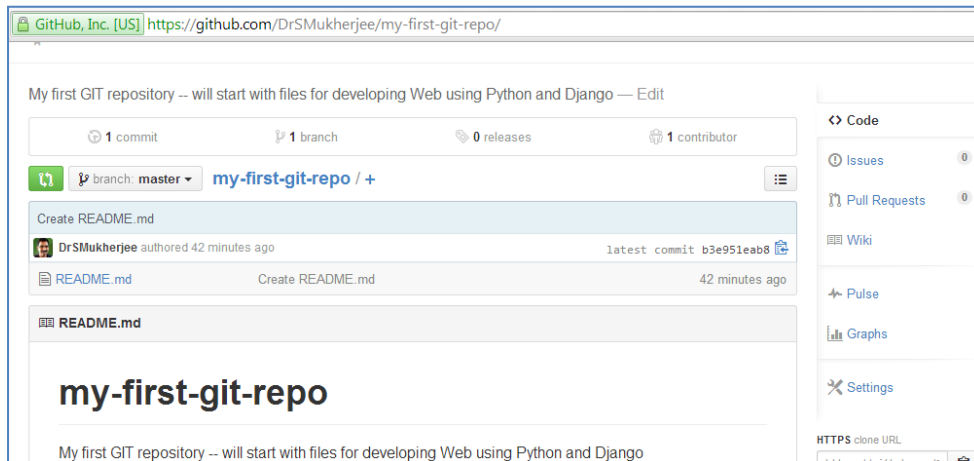 GitHub, Inc. [US] https://github.com/DrSMukherjee/my-first-git-repo/
My first GIT repository -- will start with files for developing Web using Python and Django — Edit
1 commit 1 branch 0 releases 1 contributor
branch: master my-first-git-repo / +
Create README.md
DrSMukherjee authored 42 minutes ago latest commit b3e951eab8
README.md Create README.md 42 minutes ago
README.md
my-first-git-repo
My first GIT repository -- will start with files for developing Web using Python and Django
Code
Issues 0
Pull Requests 0
Wiki
Pulse
Graphs
Settings
HTTPS clone URL